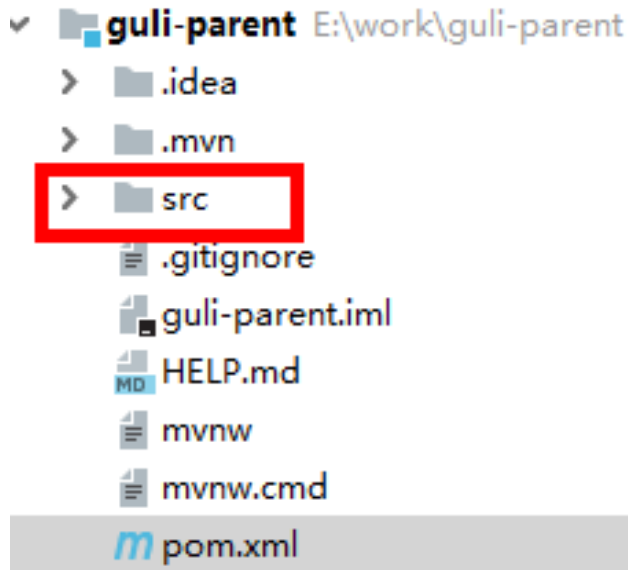 guli-parent E:\work\guli-parent
.idea
.mvn
src
.gitignore
guli-parent.iml
MD HELP.md
mvnw
mvnw.cmd
m pom.xml